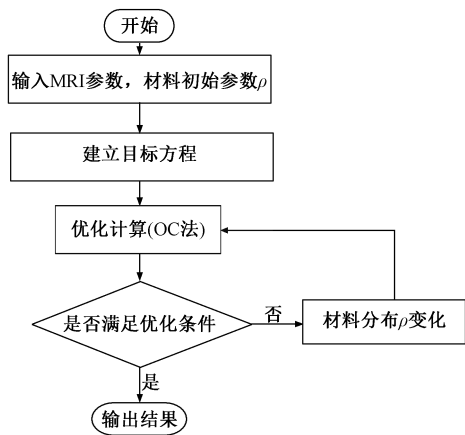 开始
输入MRI参数，材料初始参数ρ
建立目标方程
优化计算(OC法)
是否满足优化条件
否
材料分布ρ变化
是
输出结果